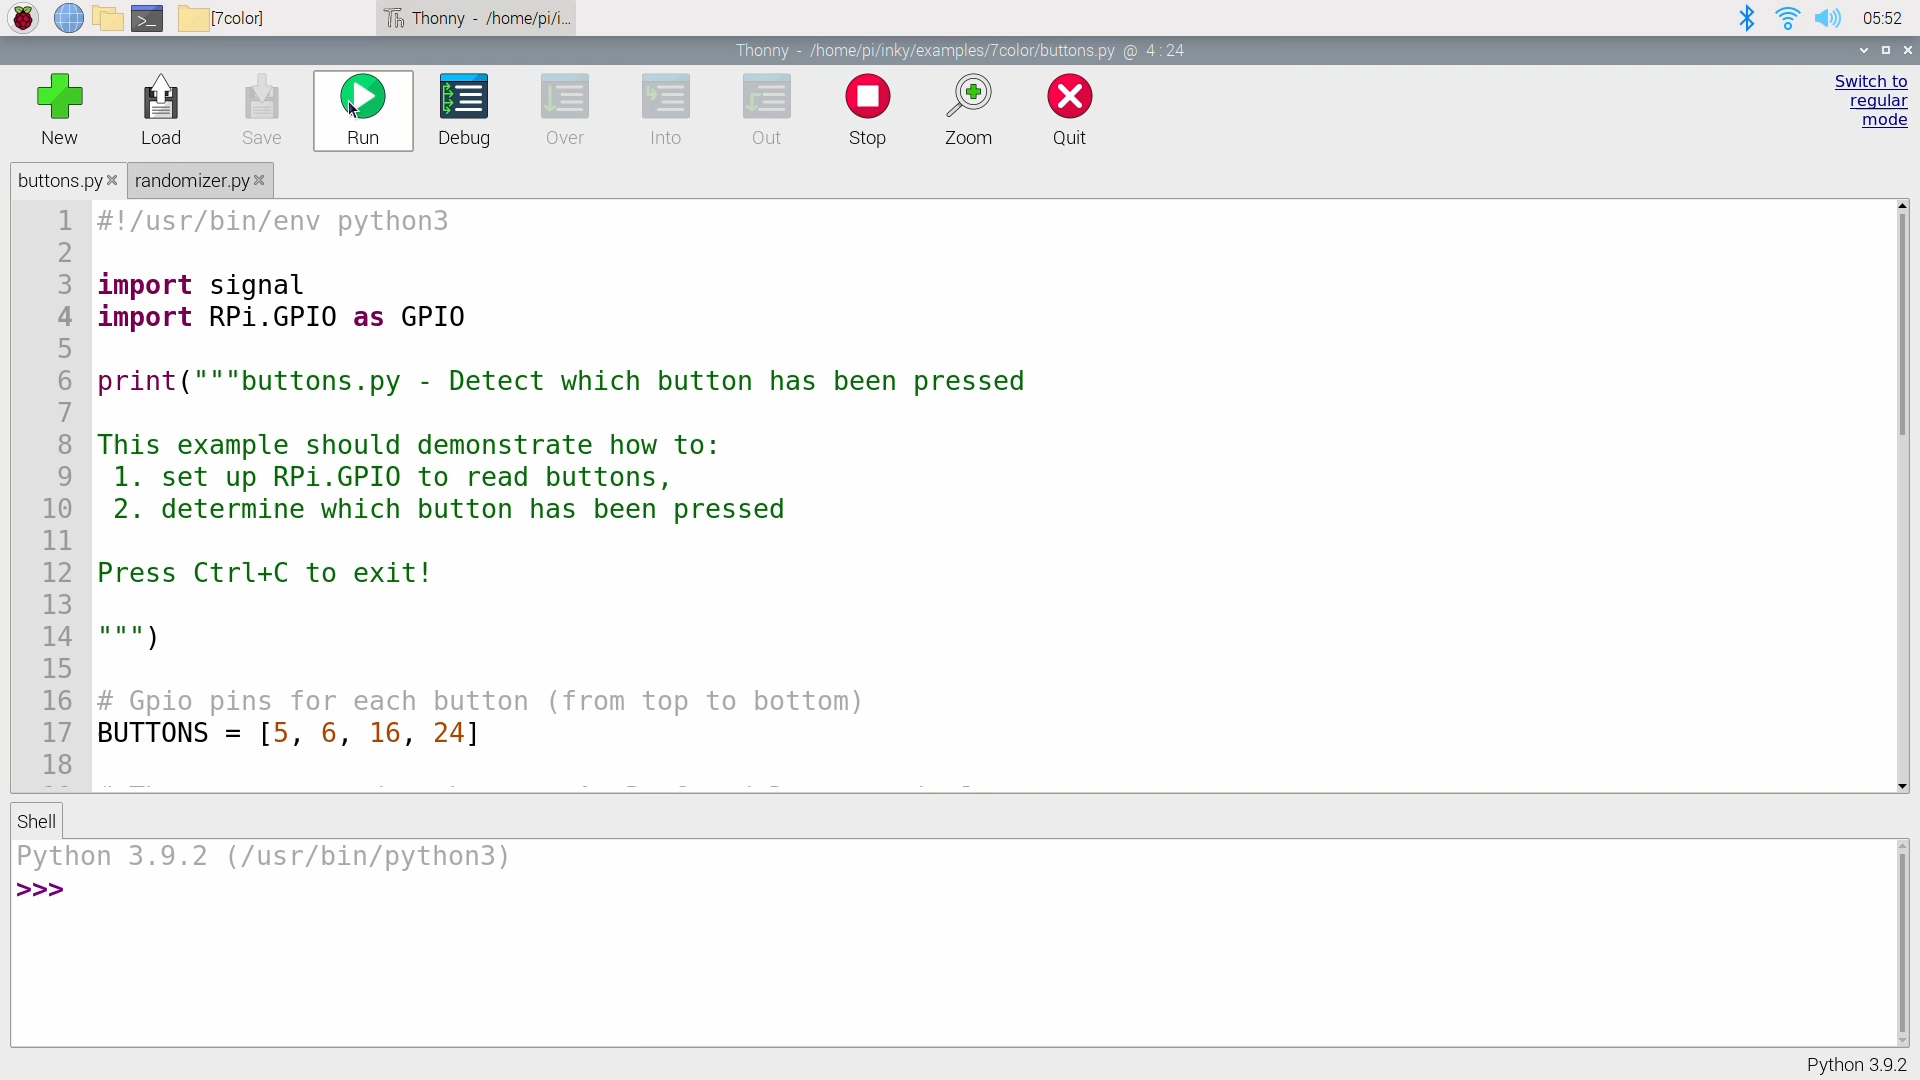 [7color]
Thonny - /home/pi/i...
05:52
Thonny - /home/pi/inky/examples/7color/buttons.py @ 4 : 24
New
Load
Save
Run
Debug
Over
Into
Out
Stop
Zoom
Quit
Switch to
regular
mode
buttons.py
randomizer.py
1 #!/usr/bin/env python3
2
3 import signal
4 import RPi.GPIO as GPIO
5
6 print("""buttons.py - Detect which button has been pressed
7
8 This example should demonstrate how to:
9 1. set up RPi.GPIO to read buttons,
10 2. determine which button has been pressed
11
12 Press Ctrl+C to exit!
13
14 """)
15
16 # Gpio pins for each button (from top to bottom)
17 BUTTONS = [5, 6, 16, 24]
18
Shell
Python 3.9.2 (/usr/bin/python3)
>>>
Python 3.9.2